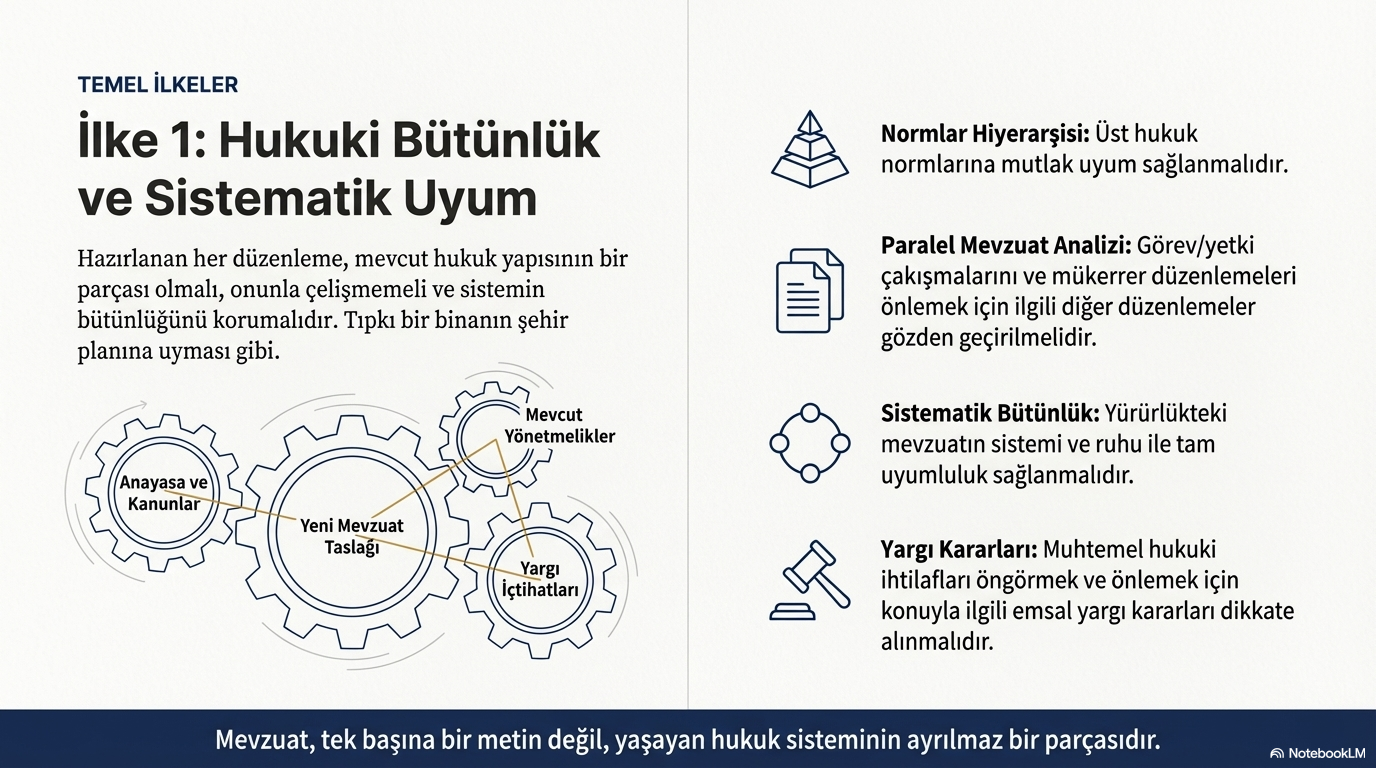 TEMEL İLKELER
İlke 1: Hukuki Bütünlük
ve Sistematik Uyum
Hazırlanan her düzenleme, mevcut hukuk yapısının bir
parçası olmalı, onunla çelişmemeli ve sistemin
bütünlüğünü korumalıdır. Tıpkı bir binanın şehir
planına uyması gibi.
Anayasa ve
Kanunlar
Yeni Mevzuat
Taslağı
Mevcut
Yönetmelikler
Yargı
İçtihatları
Normlar Hiyerarşisi: Üst hukuk
normlarına mutlak uyum sağlanmalıdır.
Paralel Mevzuat Analizi: Görev/yetki
çakışmalarını ve mükerrer düzenlemeleri
önlemek için ilgili diğer düzenlemeler
gözden geçirilmelidir.
Sistematik Bütünlük: Yürürlükteki
mevzuatın sistemi ve ruhu ile tam
uyumluluk sağlanmalıdır.
Yargı Kararları: Muhtemel hukuki
ihtilafları öngörmek ve önlemek için
konuyla ilgili emsal yargı kararları dikkate
alınmalıdır.
Mevzuat, tek başına bir metin değil, yaşayan hukuk sisteminin ayrılmaz bir parçasıdır.
NotebookLM